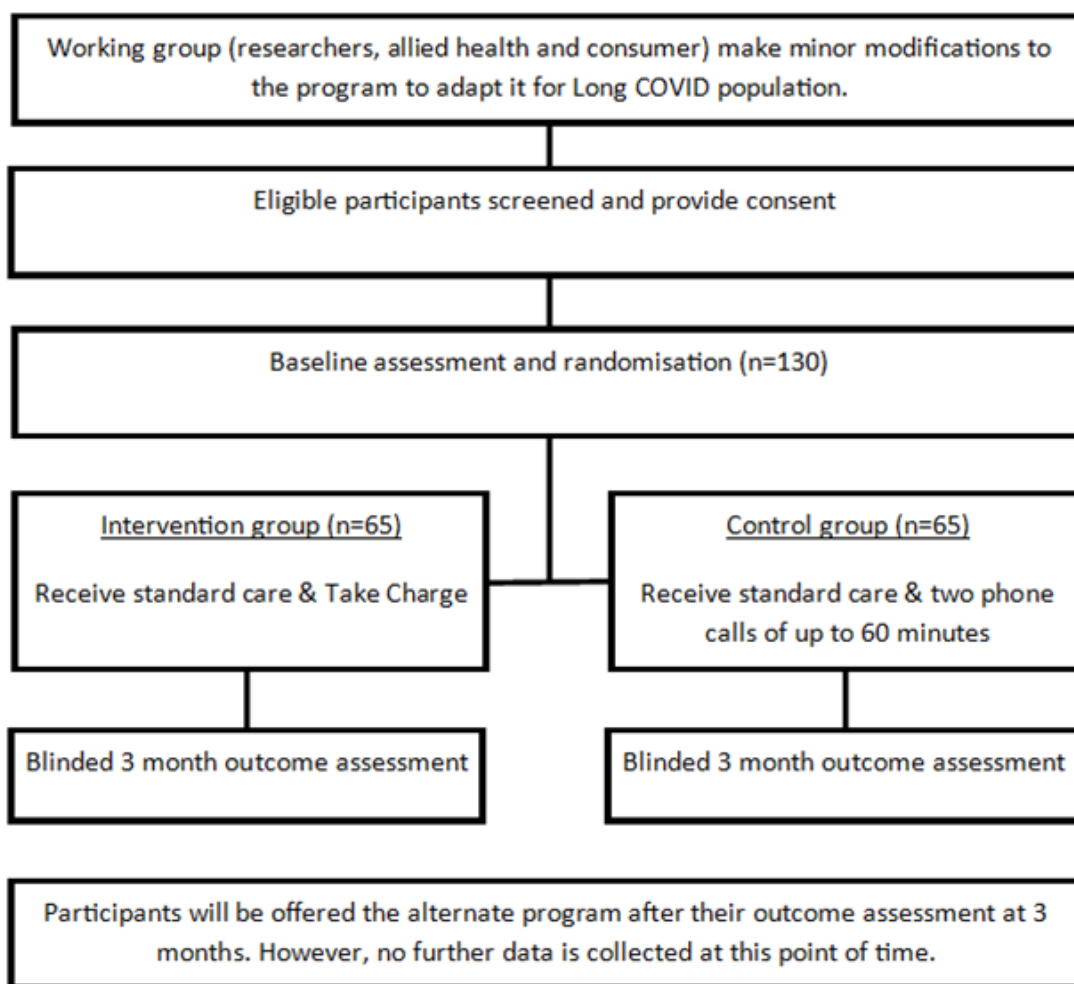 Working group (researchers, allied health and consumer) make minor modifications to
the program to adapt it for Long COVID population.
Eligible participants screened and provide consent
Baseline assessment and randomisation (n=130)
Intervention group (n=65)
Receive standard care & Take Charge
Control group (n=65)
Receive standard care & two phone
calls of up to 60 minutes
Blinded 3 month outcome assessment
Blinded 3 month outcome assessment
Participants will be offered the alternate program after their outcome assessment at 3
months. However, no further data is collected at this point of time.